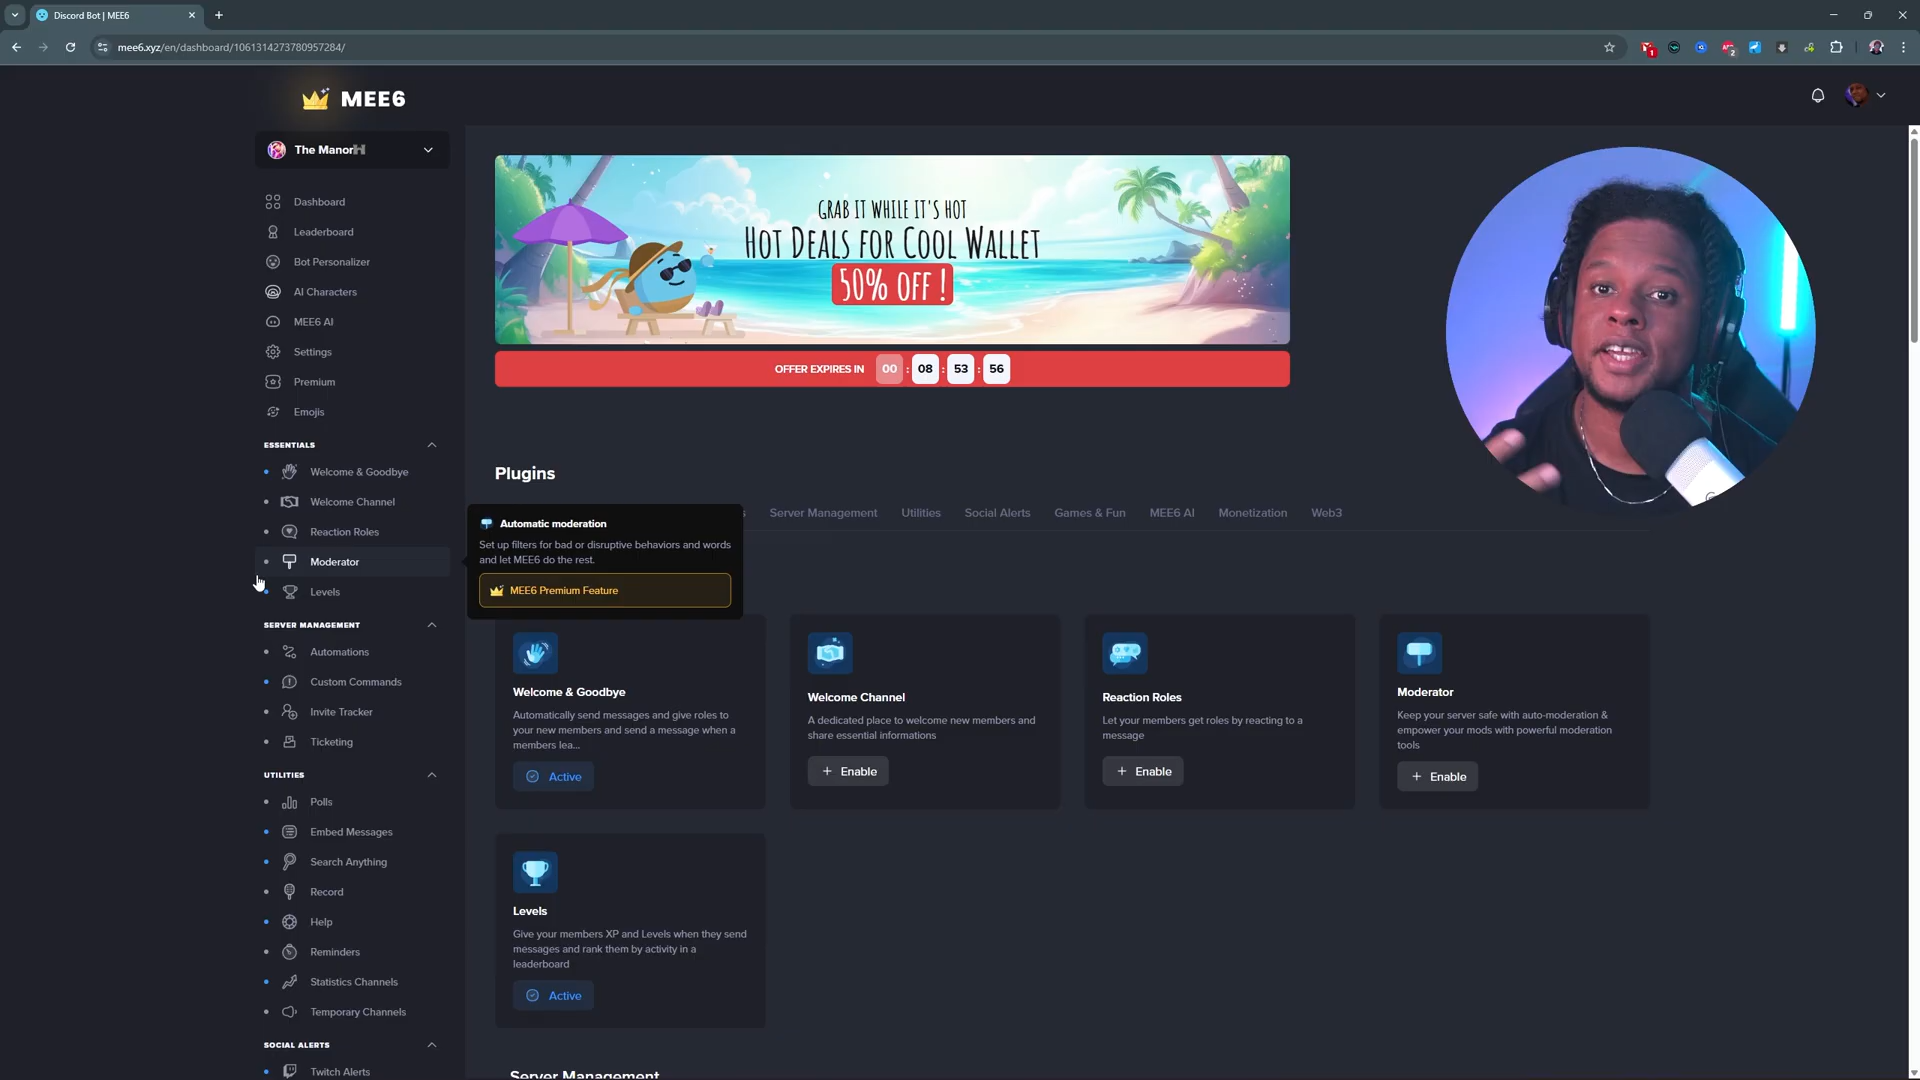 Discord Bot | MEE6
mee6.xyz/en/dashboard/1061314273780957284/
1
2
MEE6
The Manor
Dashboard
Leaderboard
Bot Personalizer
AI Characters
MEE6 AI
Settings
Premium
Emojis
ESSENTIALS
Welcome & Goodbye
Welcome Channel
Reaction Roles
Moderator
Levels
SERVER MANAGEMENT
Automations
Custom Commands
Invite Tracker
Ticketing
UTILITIES
Polls
Embed Messages
Search Anything
Record
Help
Reminders
Statistics Channels
Temporary Channels
SOCIAL ALERTS
Twitch Alerts
GRAB IT WHILE IT'S HOT
HOT DEALS FOR COOL WALLET
50% OFF !
OFFER EXPIRES IN 00 : 08 : 53 : 56
Plugins
Server Management Utilities Social Alerts Games & Fun MEE6 AI Monetization Web3
Automatic moderation
Set up filters for bad or disruptive behaviors and words
and let MEE6 do the rest.
MEE6 Premium Feature
Welcome & Goodbye
Automatically send messages and give roles to
your new members and send a message when a
members lea...
Active
Welcome Channel
A dedicated place to welcome new members and
share essential informations
+ Enable
Reaction Roles
Let your members get roles by reacting to a
message
+ Enable
Moderator
Keep your server safe with auto-moderation &
empower your mods with powerful moderation
tools
+ Enable
Levels
Give your members XP and Levels when they send
messages and rank them by activity in a
leaderboard
Active
Server Management